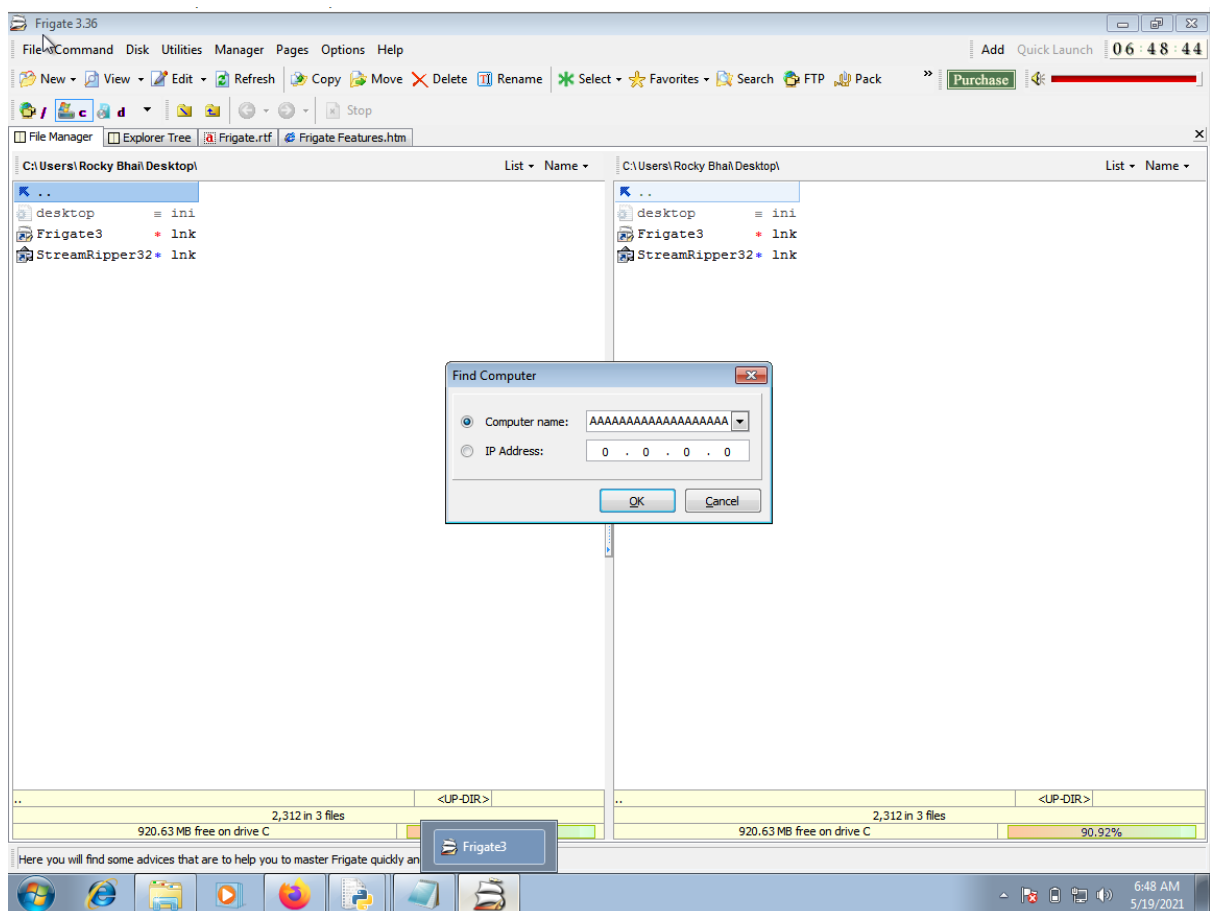 Frigate 3.36
File Command Disk Utilities Manager Pages Options Help Add Quick Launch 06:48:44
New View Edit Refresh Copy Move Delete Rename Select Favorites Search FTP Pack » Purchase
/ c d Stop
File Manager Explorer Tree Frigate.rtf Frigate Features.htm
C:\Users\Rocky Bhai\Desktop\ List Name C:\Users\Rocky Bhai\Desktop\ List Name
.. ..
desktop ≡ ini desktop ≡ ini
Frigate3 * lnk Frigate3 * lnk
StreamRipper32* lnk StreamRipper32* lnk
Find Computer
Computer name: AAAAAAAAAAAAAAAAAAA
IP Address: 0 . 0 . 0 . 0
OK Cancel
.. <UP-DIR> .. <UP-DIR>
2,312 in 3 files 2,312 in 3 files
920.63 MB free on drive C 920.63 MB free on drive C 90.92%
Frigate3
Here you will find some advices that are to help you to master Frigate quickly an
6:48 AM
5/19/2021